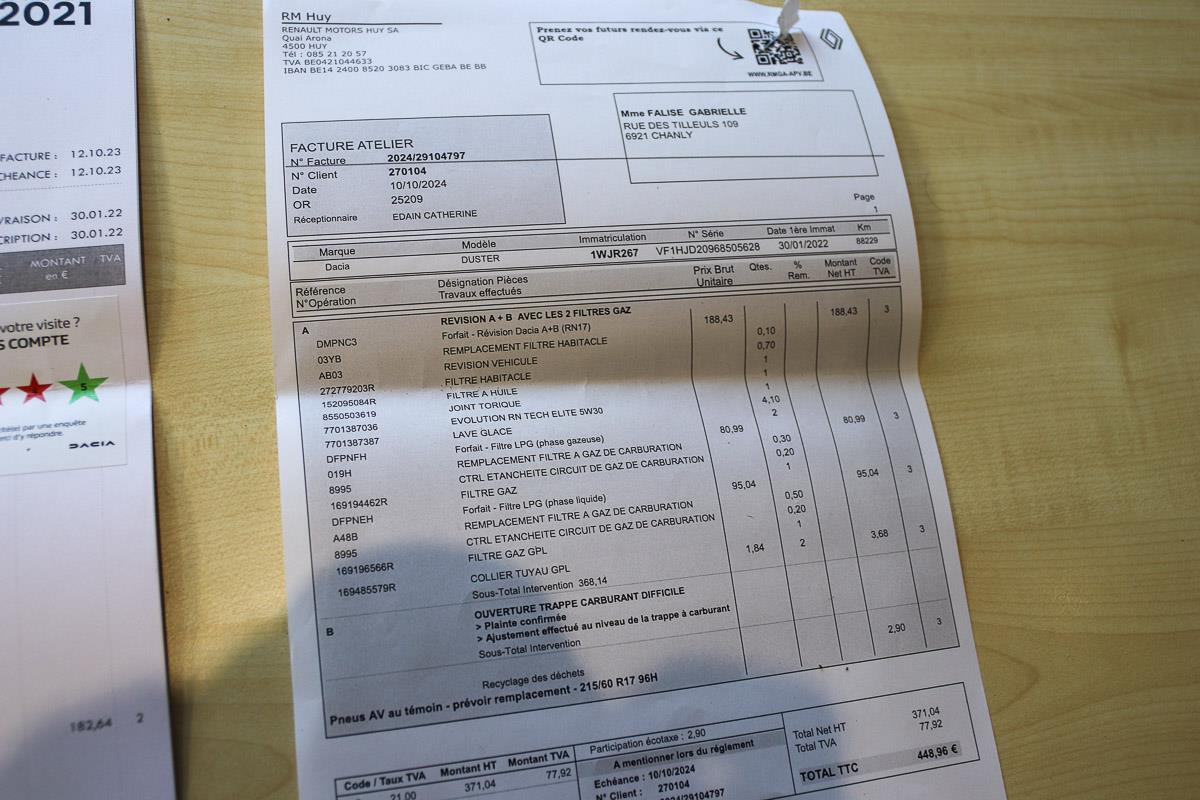 2021
FACTURE : 12.10.23
CHEANCE : 12.10.23
VRAISON : 30.01.22
CRIPTION : 30.01.22
MONTANT TVA
en €
votre visite ?
S COMPTE
5
par une enquête
d'y répondre.
DACIA
182,64 2
RM Huy
RENAULT MOTORS HUY SA
Quai Arona
4500 HUY
Tél : 085 21 20 57
TVA BE0421044633
IBAN BE14 2400 8520 3083 BIC GEBA BE BB
Prenez vos futurs rendez-vous via ce
QR Code
WWW.RMGA-APV.BE
Mme FALISE GABRIELLE
RUE DES TILLEULS 109
6921 CHANLY
FACTURE ATELIER
N° Facture 2024/29104797
N° Client 270104
Date 10/10/2024
OR 25209
Réceptionnaire EDAIN CATHERINE
Page
1
Marque Modèle Immatriculation N° Série Date 1ère Immat Km
Dacia DUSTER 1WJR267 VF1HJD20968505628 30/01/2022 88229
Référence Désignation Pièces Prix Brut Qtes. % Montant Code
N°Opération Travaux effectués Unitaire Rem. Net HT TVA
A REVISION A + B AVEC LES 2 FILTRES GAZ
DMPNC3 Forfait - Révision Dacia A+B (RN17) 188,43 188,43 3
03YB REMPLACEMENT FILTRE HABITACLE 0,10
AB03 REVISION VEHICULE 0,70
272779203R FILTRE HABITACLE 1
152095084R FILTRE A HUILE 1
8550503619 JOINT TORIQUE 1
7701387036 EVOLUTION RN TECH ELITE 5W30 4,10
7701387387 LAVE GLACE 2
DFPNFH Forfait - Filtre LPG (phase gazeuse) 80,99 80,99 3
019H REMPLACEMENT FILTRE A GAZ DE CARBURATION 0,30
8995 CTRL ETANCHEITE CIRCUIT DE GAZ DE CARBURATION 0,20
169194462R FILTRE GAZ 1
DFPNEH Forfait - Filtre LPG (phase liquide) 95,04 95,04 3
A48B REMPLACEMENT FILTRE A GAZ DE CARBURATION 0,50
8995 CTRL ETANCHEITE CIRCUIT DE GAZ DE CARBURATION 0,20
169196566R FILTRE GAZ GPL 1
169485579R COLLIER TUYAU GPL 1,84 2 3,68 3
Sous-Total Intervention 368,14
B OUVERTURE TRAPPE CARBURANT DIFFICILE
> Plainte confirmée
> Ajustement effectué au niveau de la trappe à carburant
Sous-Total Intervention
Recyclage des déchets 2,90 3
Pneus AV au témoin - prévoir remplacement - 215/60 R17 96H
Code / Taux TVA Montant HT Montant TVA
21,00 371,04 77,92
Participation écotaxe : 2,90
A mentionner lors du réglement
Echéance : 10/10/2024
N° Client : 270104
2024/29104797
Total Net HT 371,04
Total TVA 77,92
TOTAL TTC 448,96 €